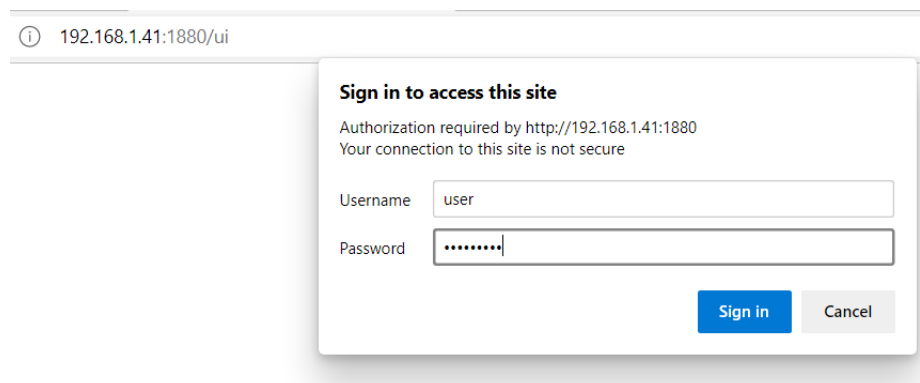 192.168.1.41:1880/ui
Sign in to access this site
Authorization required by http://192.168.1.41:1880
Your connection to this site is not secure
Username user
Password •••••••••
Sign in Cancel